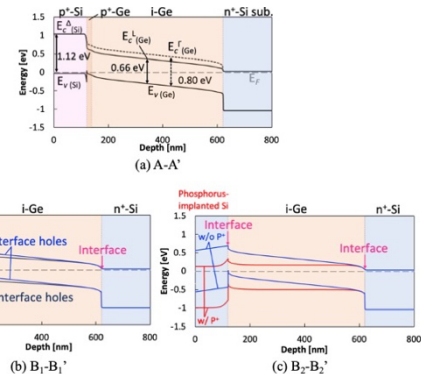 p⁺-Si
p⁺-Ge
i-Ge
n⁺-Si sub.
Energy [ev]
1.5
1
0.5
0
-0.5
-1
-1.5
E_c^Δ (Si)
1.12 eV
E_v (Si)
E_c^L (Ge)
E_c^Γ (Ge)
0.66 eV
0.80 eV
E_v (Ge)
E_F
0
200
400
600
800
Depth [nm]
(a) A-A'
i-Ge
n⁺-Si
nterface holes
Interface
nterface holes
200
400
600
800
Depth [nm]
(b) B₁-B₁'
Phosphorus-
implanted Si
i-Ge
n⁺-Si
Energy [eV]
1.5
1
0.5
0
-0.5
-1
-1.5
w/o P⁺
Interface
Interface
w/ P⁺
0
200
400
600
800
Depth [nm]
(c) B₂-B₂'